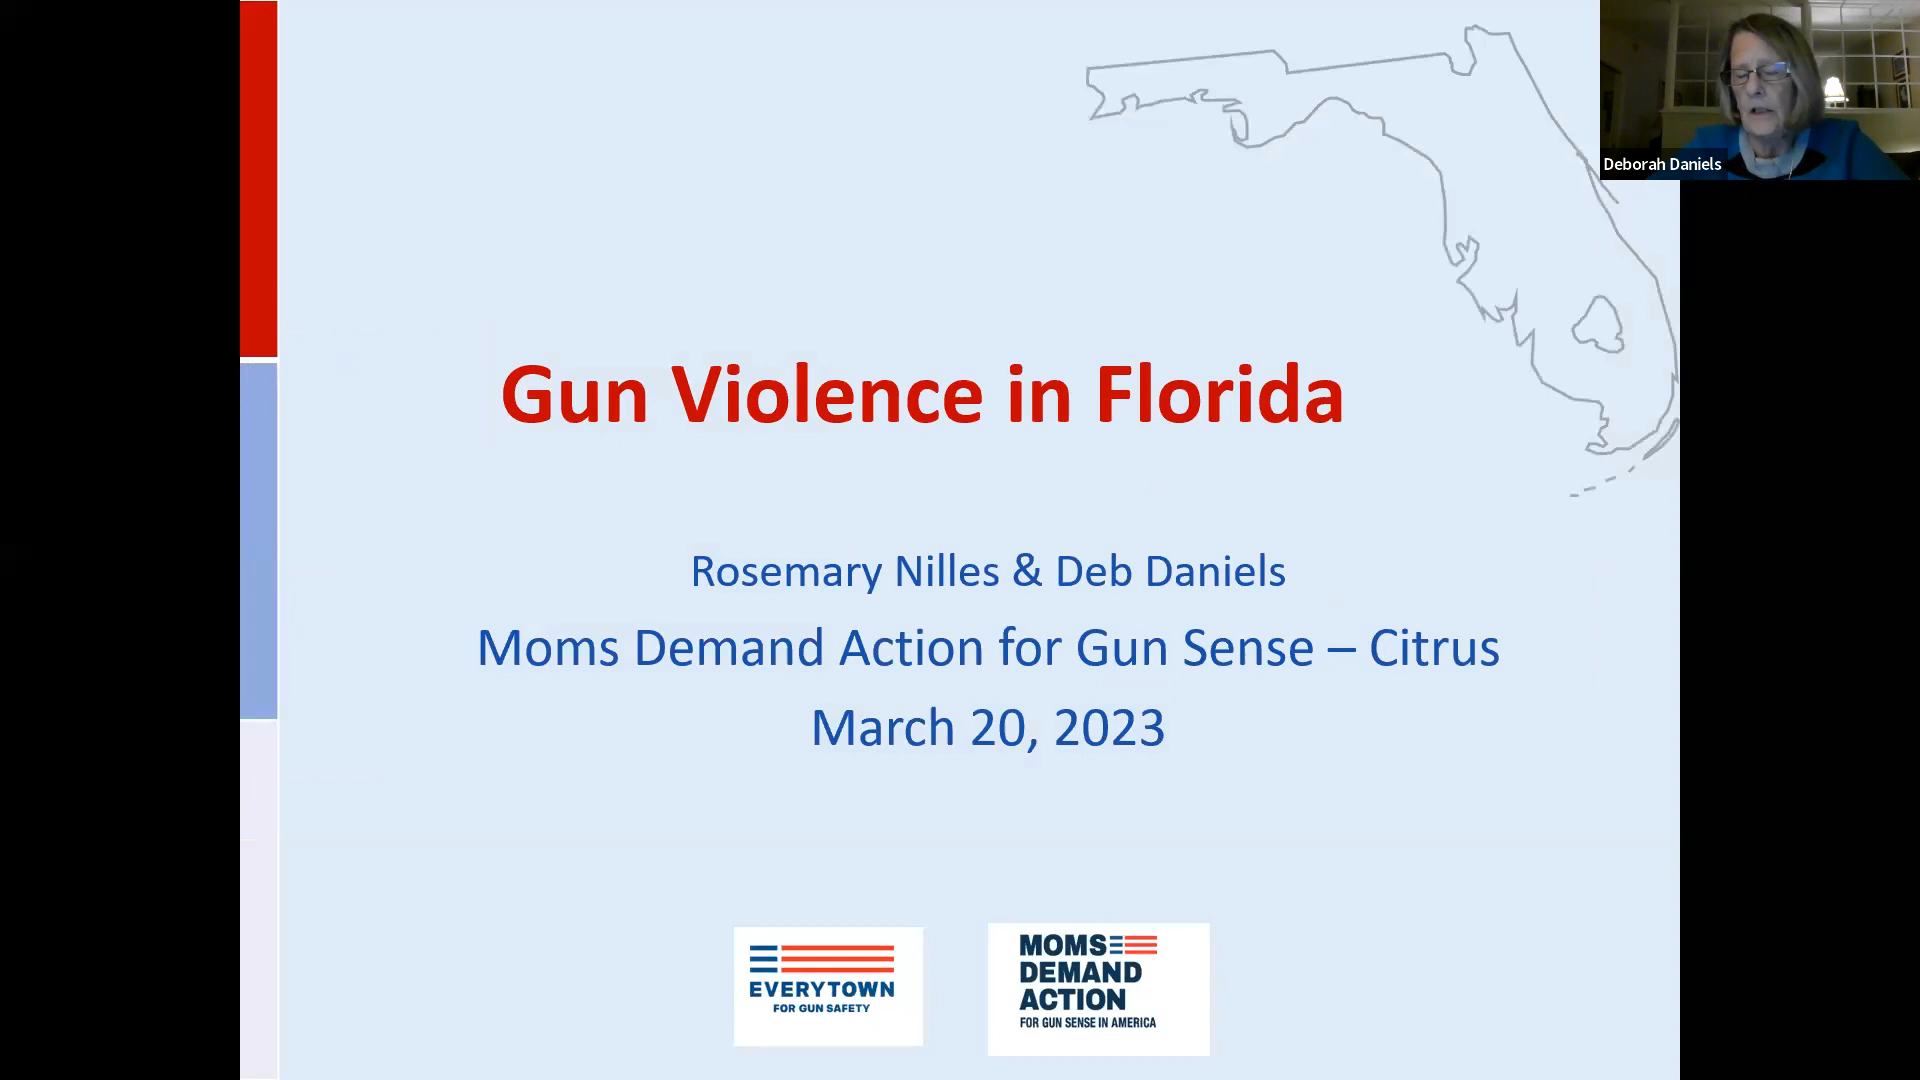 Deborah Daniels
Gun Violence in Florida
Rosemary Nilles & Deb Daniels
Moms Demand Action for Gun Sense – Citrus
March 20, 2023
EVERYTOWN
FOR GUN SAFETY
MOMS
DEMAND
ACTION
FOR GUN SENSE IN AMERICA